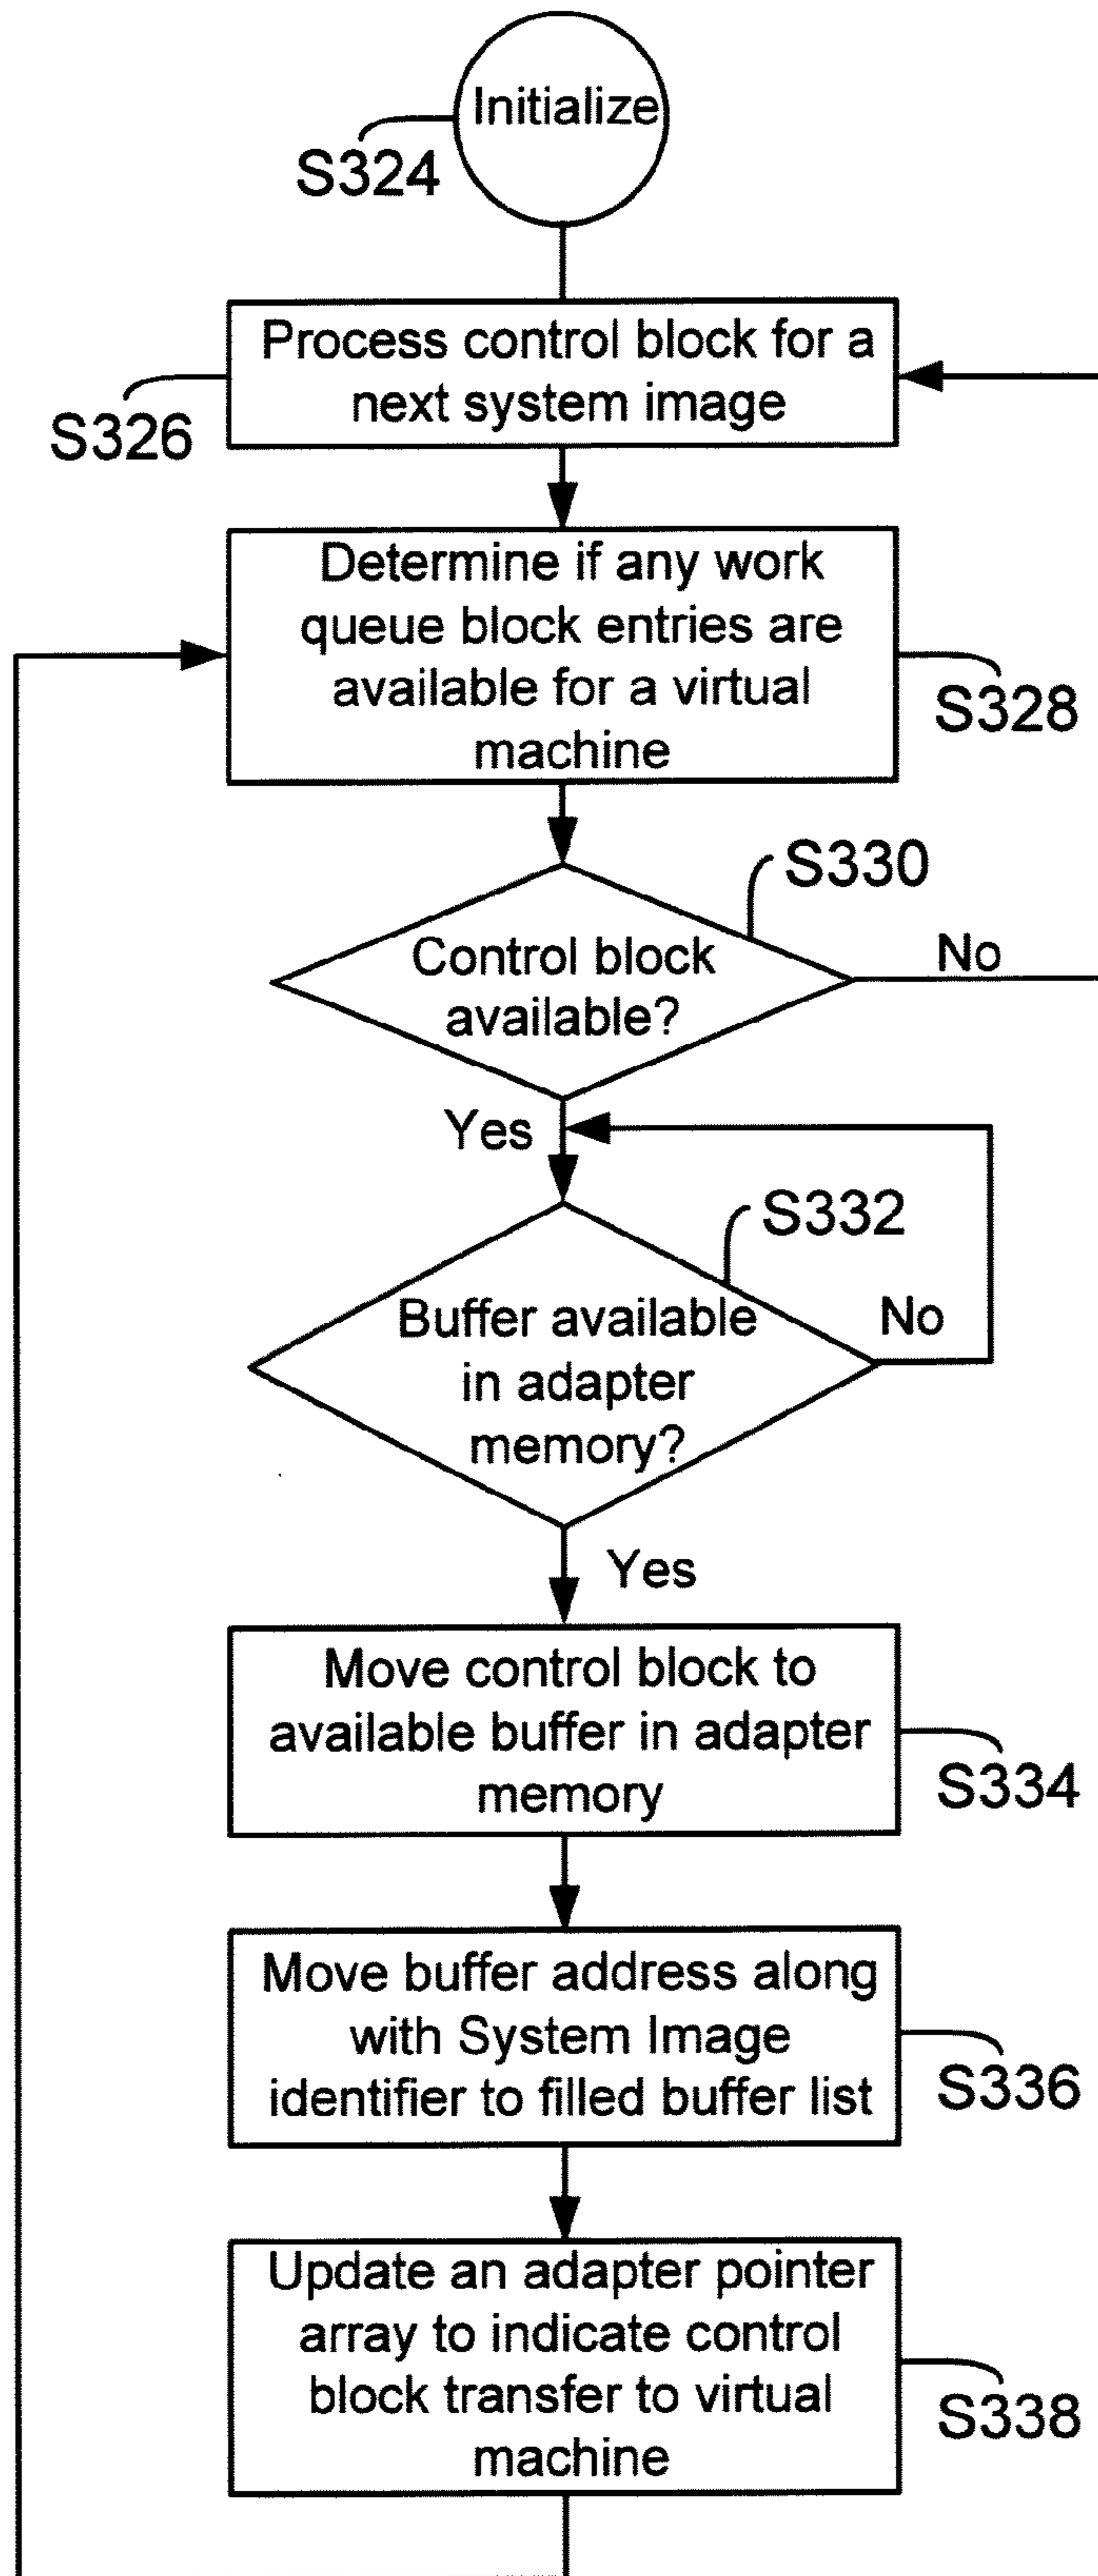 Initialize
S324
Process control block for a
next system image
S326
Determine if any work
queue block entries are
available for a virtual
machine
S328
S330
Control block
available?
No
Yes
S332
Buffer available
in adapter
memory?
No
Yes
Move control block to
available buffer in adapter
memory
S334
Move buffer address along
with System Image
identifier to filled buffer list
S336
Update an adapter pointer
array to indicate control
block transfer to virtual
machine
S338